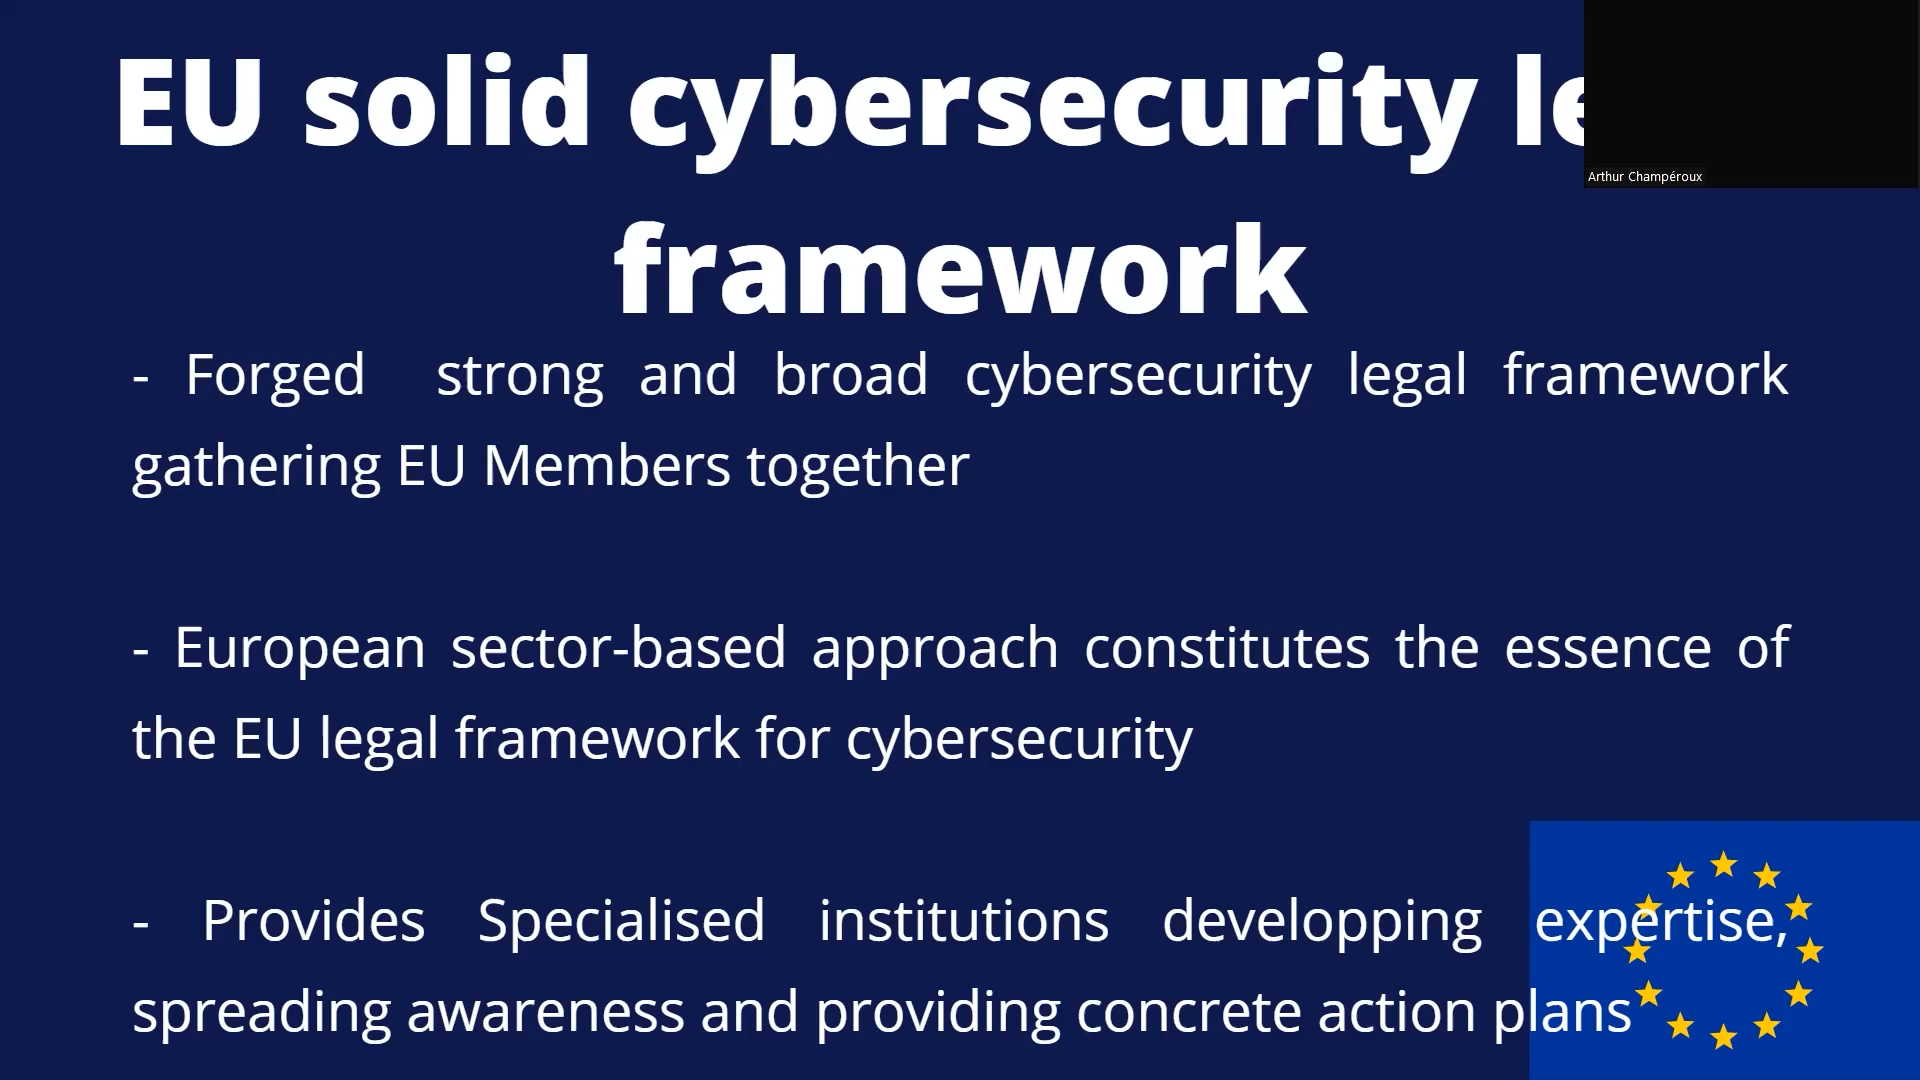 EU solid cybersecurity
framework
Arthur Champéroux
- Forged strong and broad cybersecurity legal framework
gathering EU Members together
- European sector-based approach constitutes the essence of
the EU legal framework for cybersecurity
- Provides Specialised institutions developping expertise,
spreading awareness and providing concrete action plans